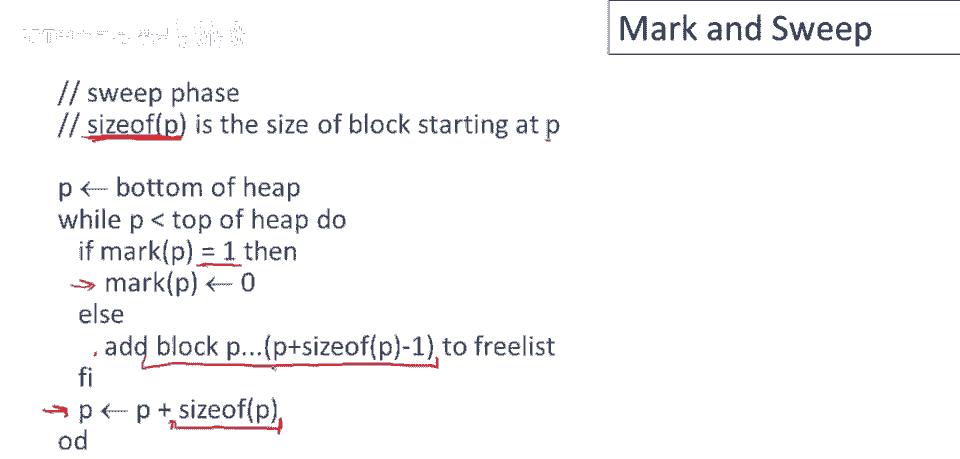 Mark and Sweep
// sweep phase
// sizeof(p) is the size of block starting at p
p ← bottom of heap
while p < top of heap do
if mark(p) = 1 then
mark(p) ← 0
else
add block p...(p+sizeof(p)-1) to freelist
fi
p ← p + sizeof(p)
od